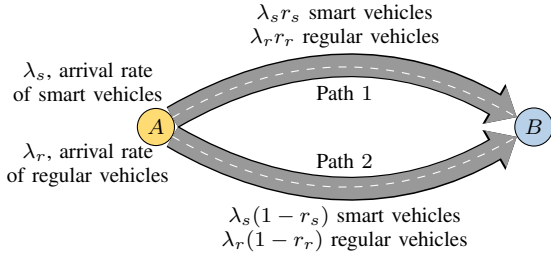 λ_s r_s smart vehicles
λ_r r_r regular vehicles
λ_s, arrival rate
of smart vehicles
Path 1
A
B
λ_r, arrival rate
of regular vehicles
Path 2
λ_s(1 − r_s) smart vehicles
λ_r(1 − r_r) regular vehicles